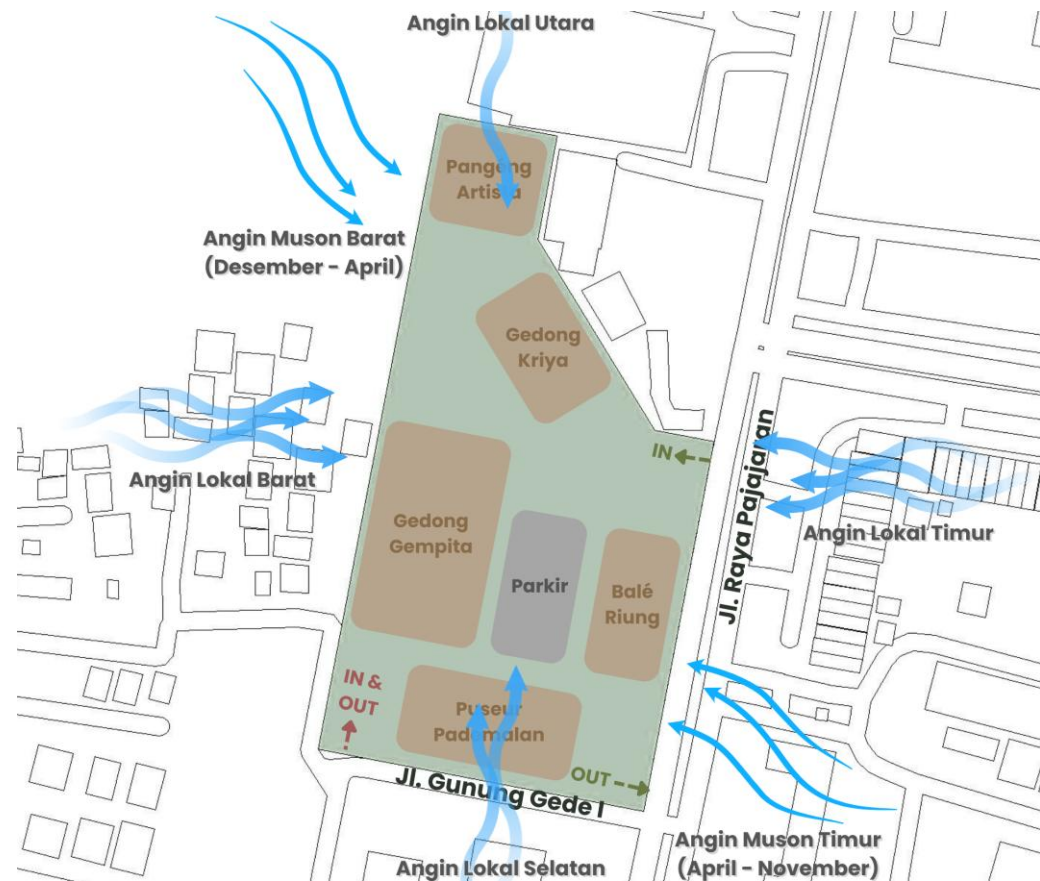 Angin Lokal Utara
Pangeng
Artista
Angin Muson Barat
(Desember - April)
Gedong
Kriya
IN
Angin Lokal Barat
Gedong
Gempita
Parkir
Balé
Riung
Jl. Raya Pajajaran
Angin Lokal Timur
IN &
OUT
Puseur
Padamalan
OUT
Jl. Gunung Gede I
Angin Lokal Selatan
Angin Muson Timur
(April - November)